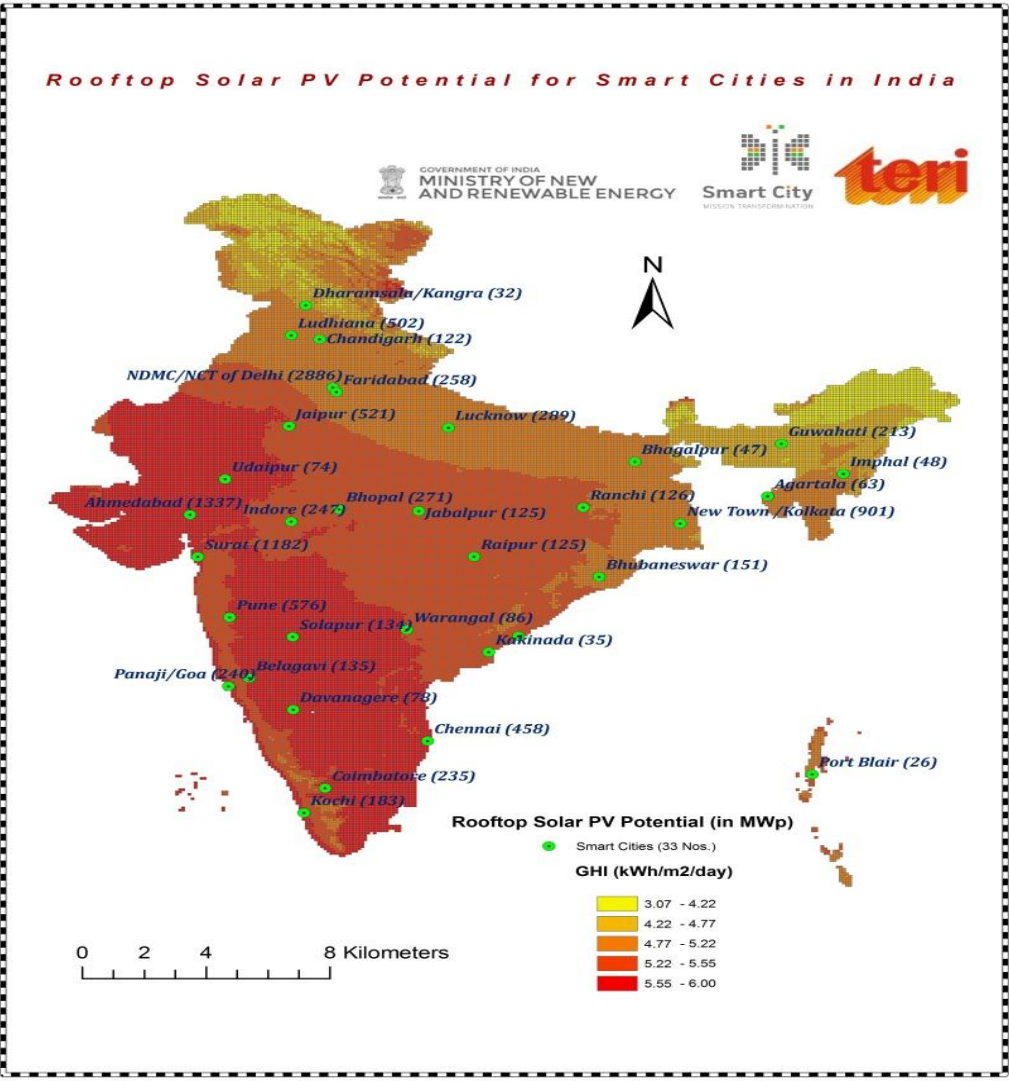 Rooftop Solar PV Potential for Smart Cities in India
GOVERNMENT OF INDIA
MINISTRY OF NEW
AND RENEWABLE ENERGY
Smart City
MISSION TRANSFORM-NATION
teri
N
Dharamsala/Kangra (32)
Ludhiana (502)
Chandigarh (122)
NDMC/NCT of Delhi (2886)
Faridabad (258)
Jaipur (521)
Lucknow (289)
Guwahati (213)
Bhagalpur (47)
Imphal (48)
Udaipur (74)
Agartala (63)
Ahmedabad (1337)
Indore (247)
Bhopal (271)
Jabalpur (125)
Ranchi (126)
New Town /Kolkata (901)
Surat (1182)
Raipur (125)
Bhubaneswar (151)
Pune (576)
Solapur (134)
Warangal (86)
Kakinada (35)
Panaji/Goa (240)
Belagavi (135)
Davanagere (78)
Chennai (458)
Port Blair (26)
Coimbatore (235)
Kochi (183)
Rooftop Solar PV Potential (in MWp)
Smart Cities (33 Nos.)
GHI (kWh/m2/day)
3.07 - 4.22
4.22 - 4.77
4.77 - 5.22
5.22 - 5.55
5.55 - 6.00
0 2 4 8 Kilometers